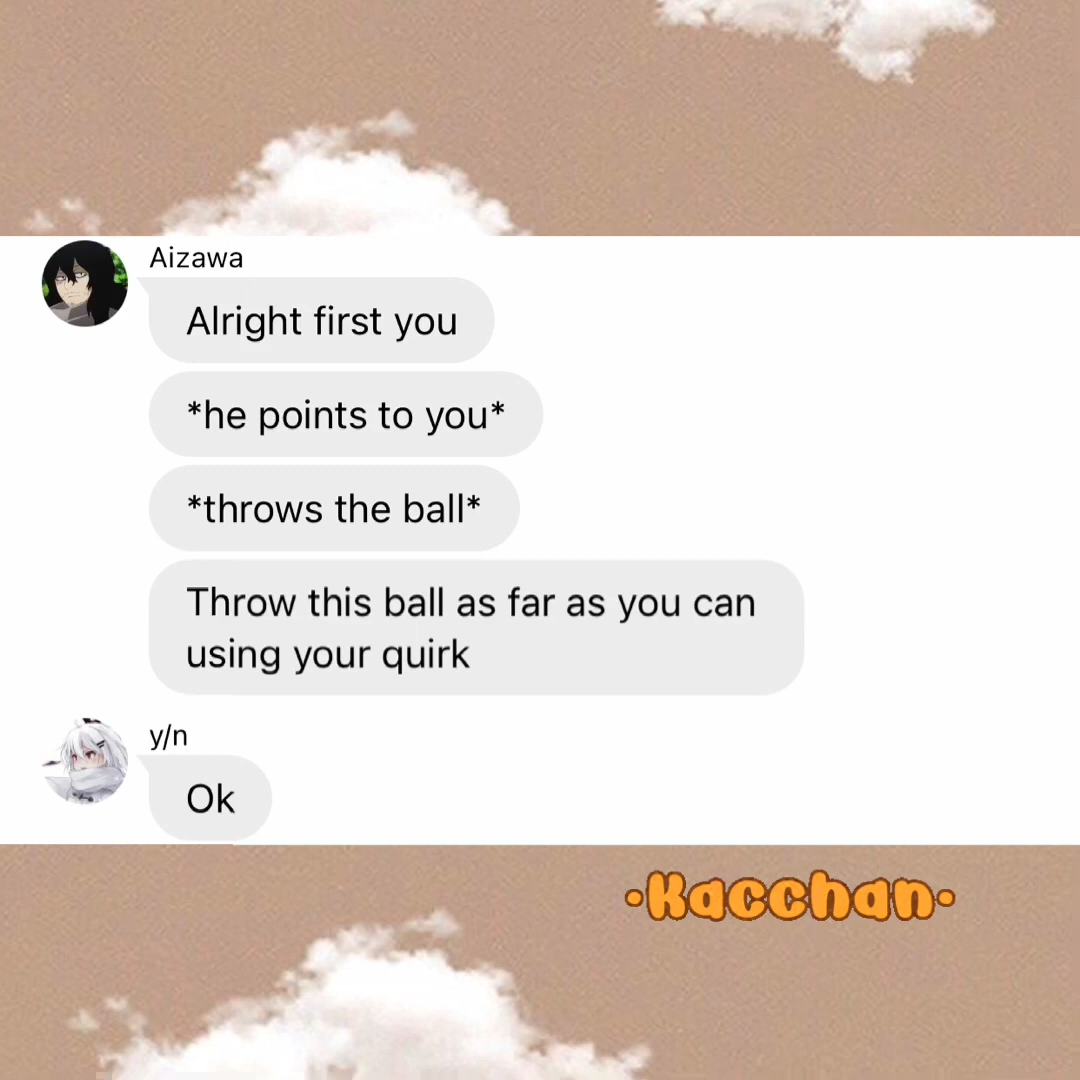 Aizawa
Alright first you
*he points to you*
*throws the ball*
Throw this ball as far as you can
using your quirk
y/n
Ok
•Kacchan•